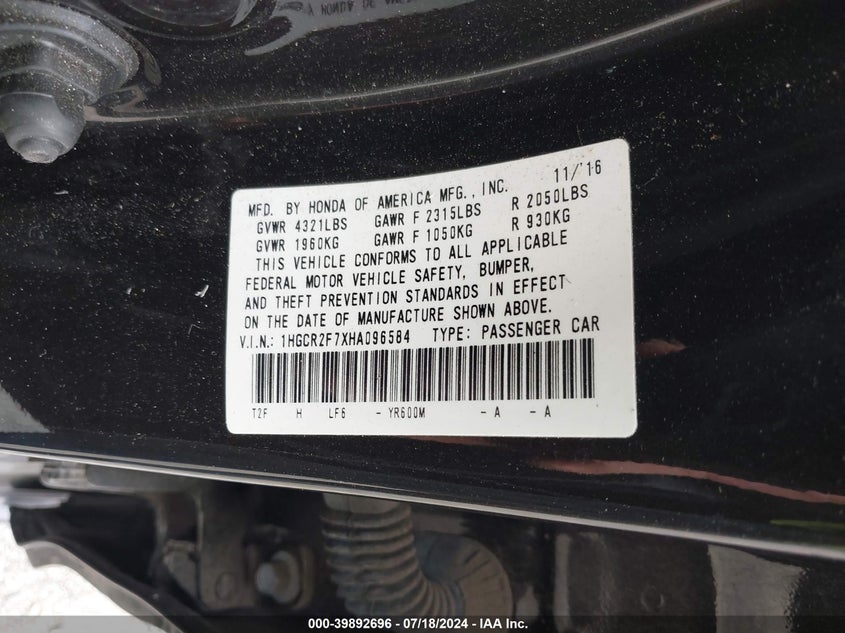 MFD. BY HONDA OF AMERICA MFG., INC. 11/'16
GVWR 4321LBS GAWR F 2315LBS R 2050LBS
GVWR 1960KG GAWR F 1050KG R 930KG
THIS VEHICLE CONFORMS TO ALL APPLICABLE
FEDERAL MOTOR VEHICLE SAFETY, BUMPER,
AND THEFT PREVENTION STANDARDS IN EFFECT
ON THE DATE OF MANUFACTURE SHOWN ABOVE.
V.I.N.: 1HGCR2F7XHA096584 TYPE: PASSENGER CAR
T2F H LF6 - YR600M - A - A
000-39892696 - 07/18/2024 - IAA Inc.